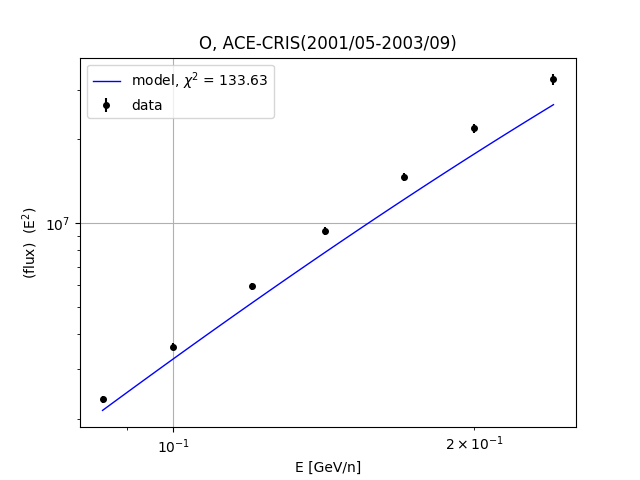 O, ACE-CRIS(2001/05-2003/09)
model, χ² = 133.63
data
(flux) (E²)
10⁷
10⁻¹
2 × 10⁻¹
E [GeV/n]